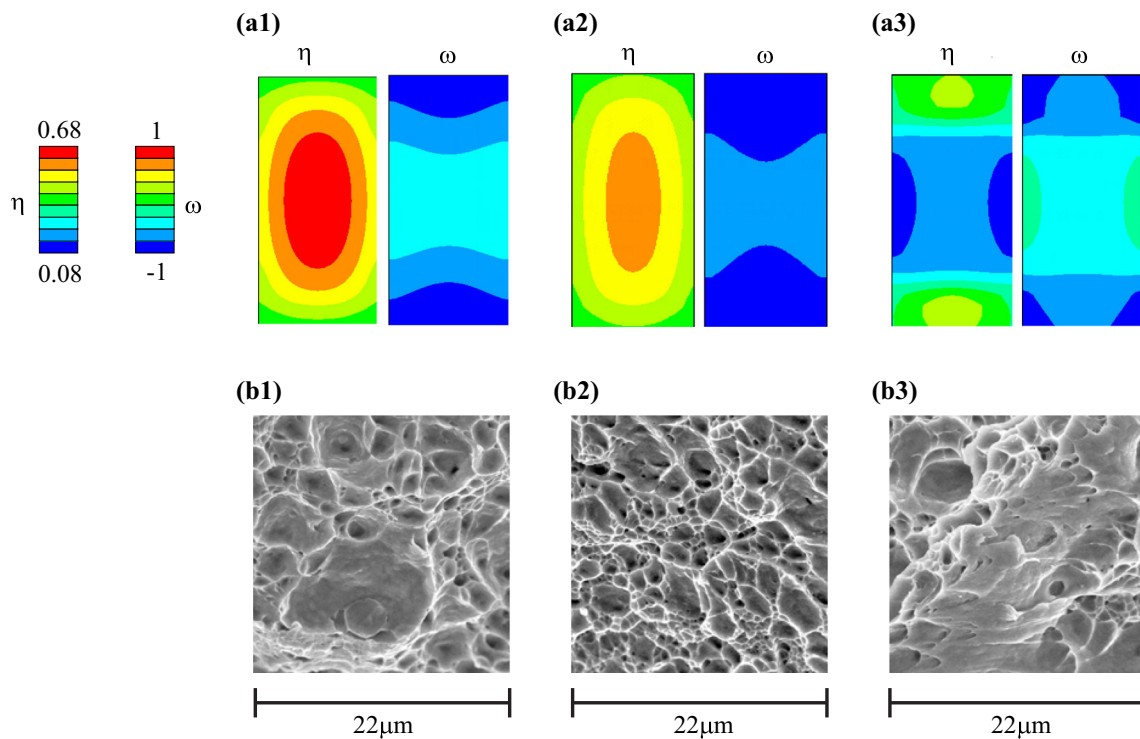 (a1) (a2) (a3)
η ω η ω η ω
0.68 1
η ω
0.08 -1
(b1) (b2) (b3)
22μm 22μm 22μm